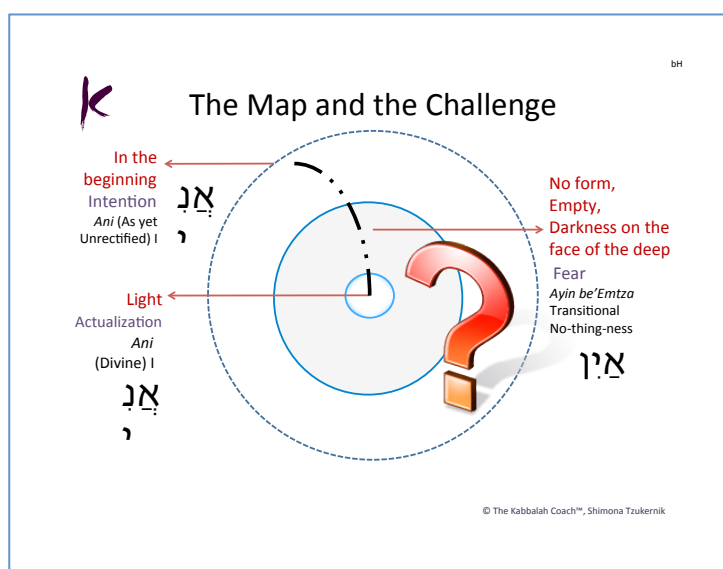 bH
The Map and the Challenge
In the
beginning
Intention
Ani (As yet
Unrectified) I
אֲנִ
י
No form,
Empty,
Darkness on the
face of the deep
Fear
Ayin be’Emtza
Transitional
No-thing-ness
אַיִן
Light
Actualization
Ani
(Divine) I
אֲנִ
י
© The Kabbalah Coach™, Shimona Tzukernik